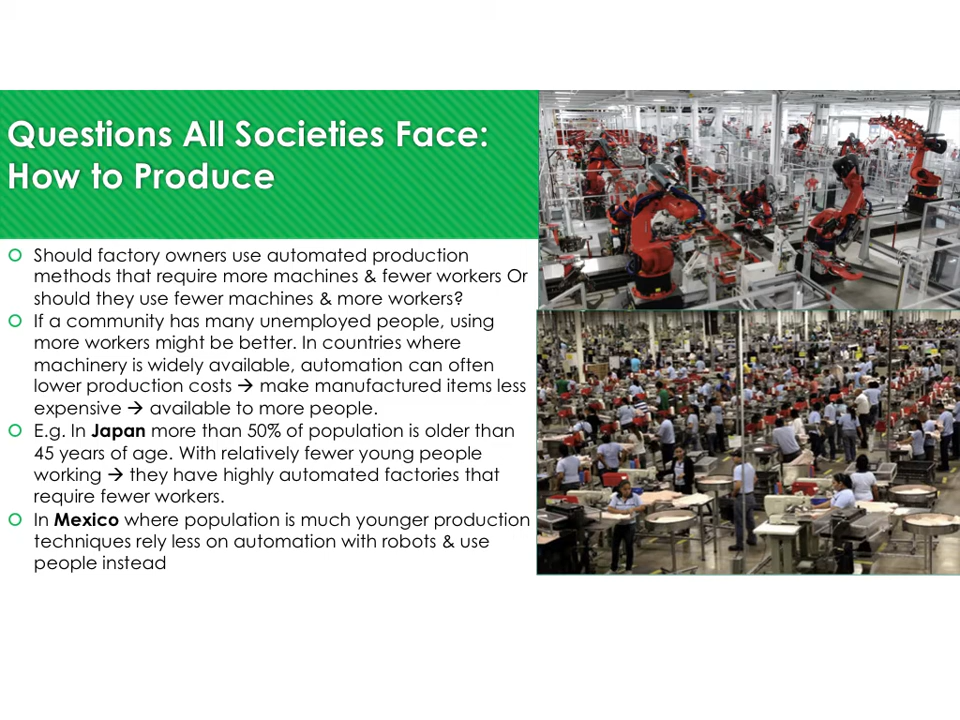 Questions All Societies Face:
How to Produce
Should factory owners use automated production
methods that require more machines & fewer workers Or
should they use fewer machines & more workers?
If a community has many unemployed people, using
more workers might be better. In countries where
machinery is widely available, automation can often
lower production costs → make manufactured items less
expensive → available to more people.
E.g. In Japan more than 50% of population is older than
45 years of age. With relatively fewer young people
working → they have highly automated factories that
require fewer workers.
In Mexico where population is much younger production
techniques rely less on automation with robots & use
people instead